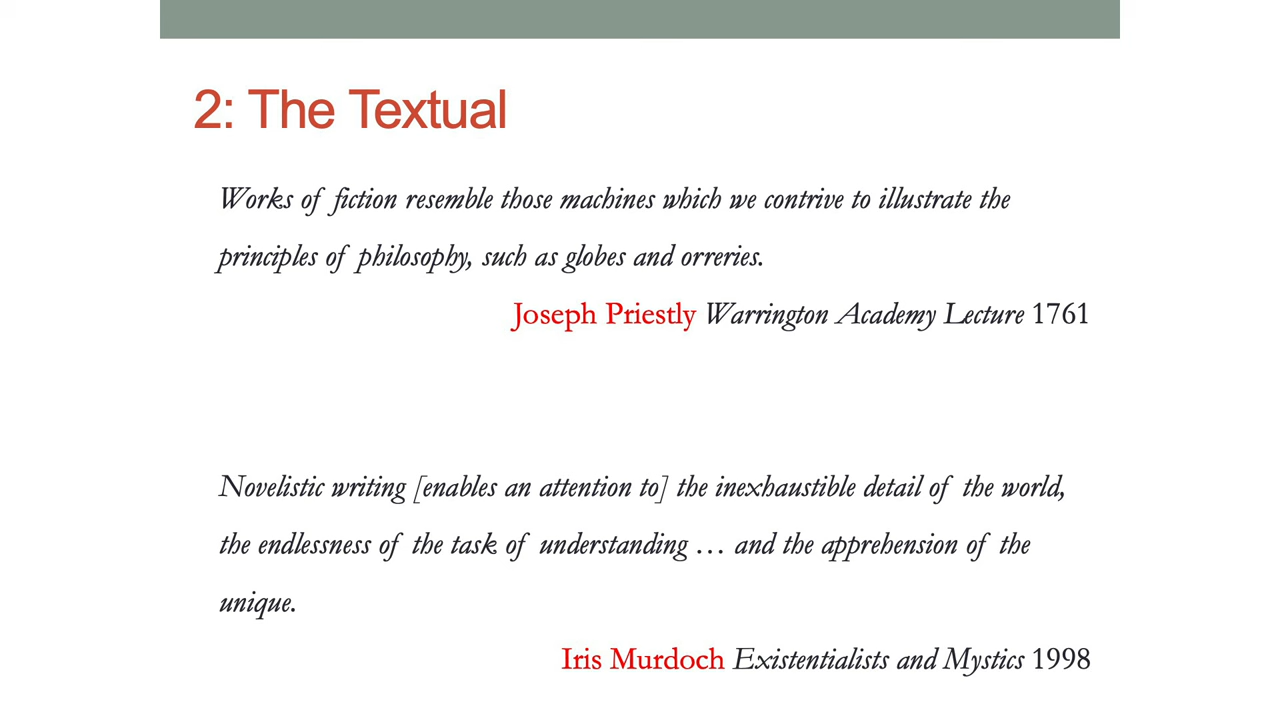 2: The Textual
Works of fiction resemble those machines which we contrive to illustrate the
principles of philosophy, such as globes and orreries.
Joseph Priestly Warrington Academy Lecture 1761
Novelistic writing [enables an attention to] the inexhaustible detail of the world,
the endlessness of the task of understanding … and the apprehension of the
unique.
Iris Murdoch Existentialists and Mystics 1998